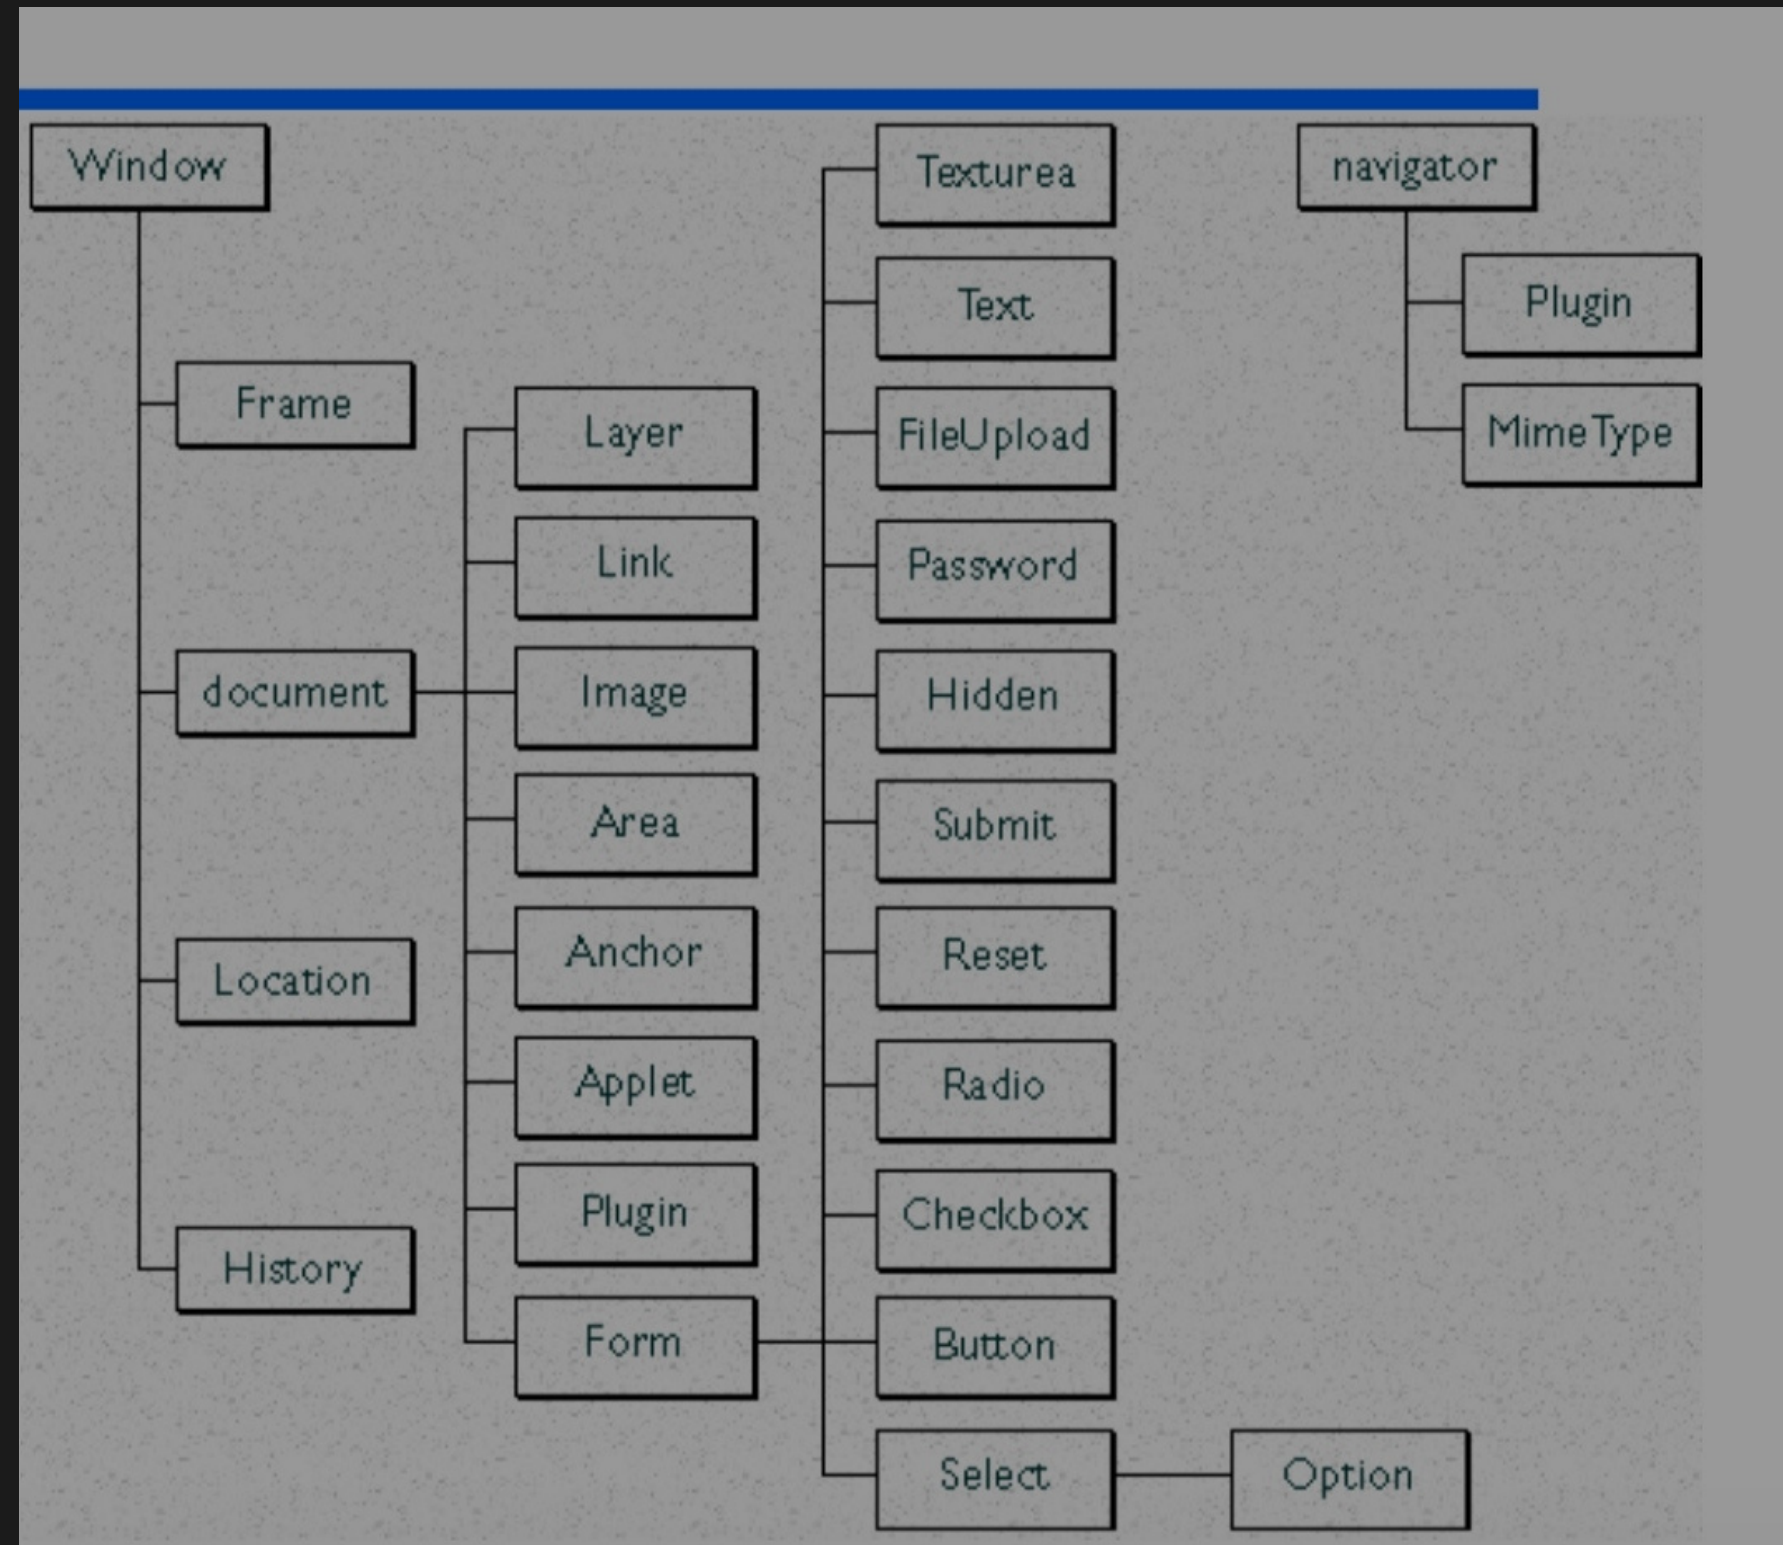 Window
Frame
document
Location
History
Layer
Link
Image
Area
Anchor
Applet
Plugin
Form
Texturea
Text
FileUpload
Password
Hidden
Submit
Reset
Radio
Checkbox
Button
Select
Option
navigator
Plugin
MimeType